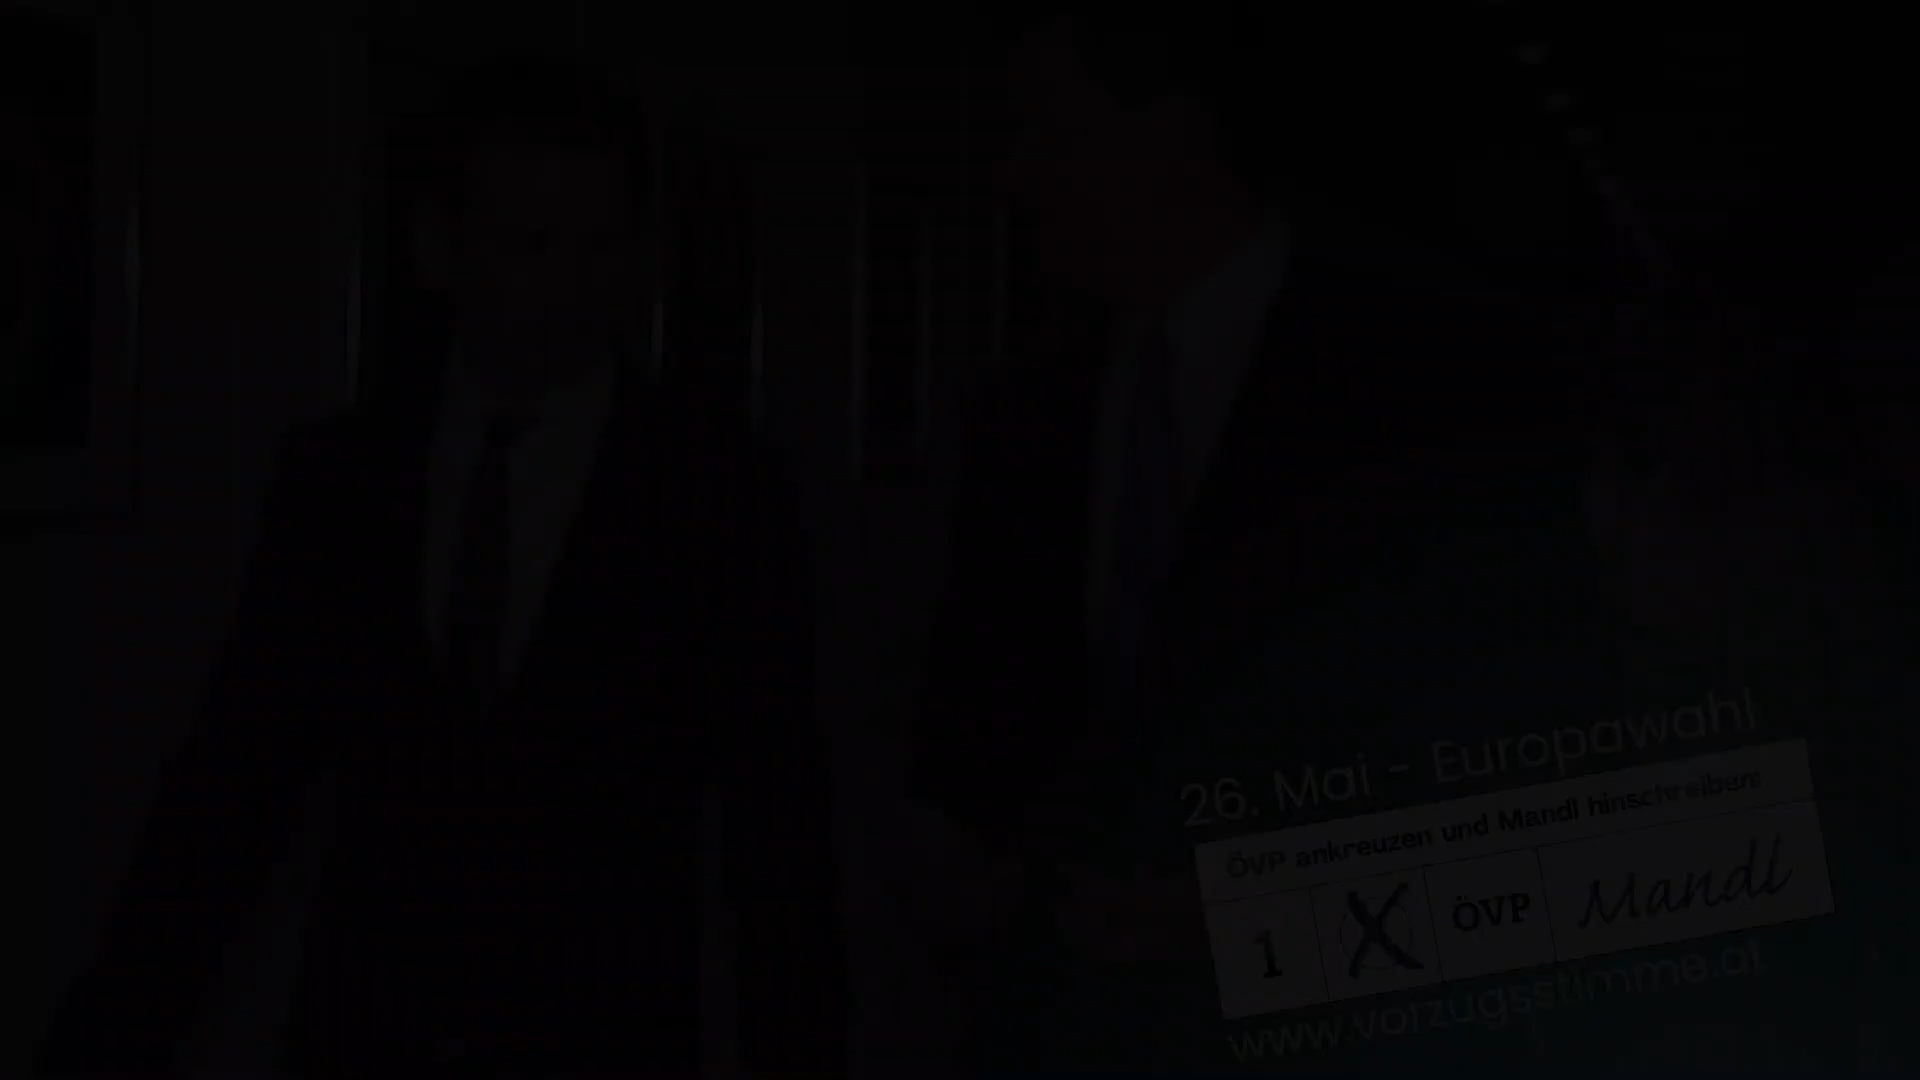 26. Mai - Europawahl
ÖVP ankreuzen und Mandl hinschreiben:
1 X ÖVP Mandl
www.vorzugsstimme.at